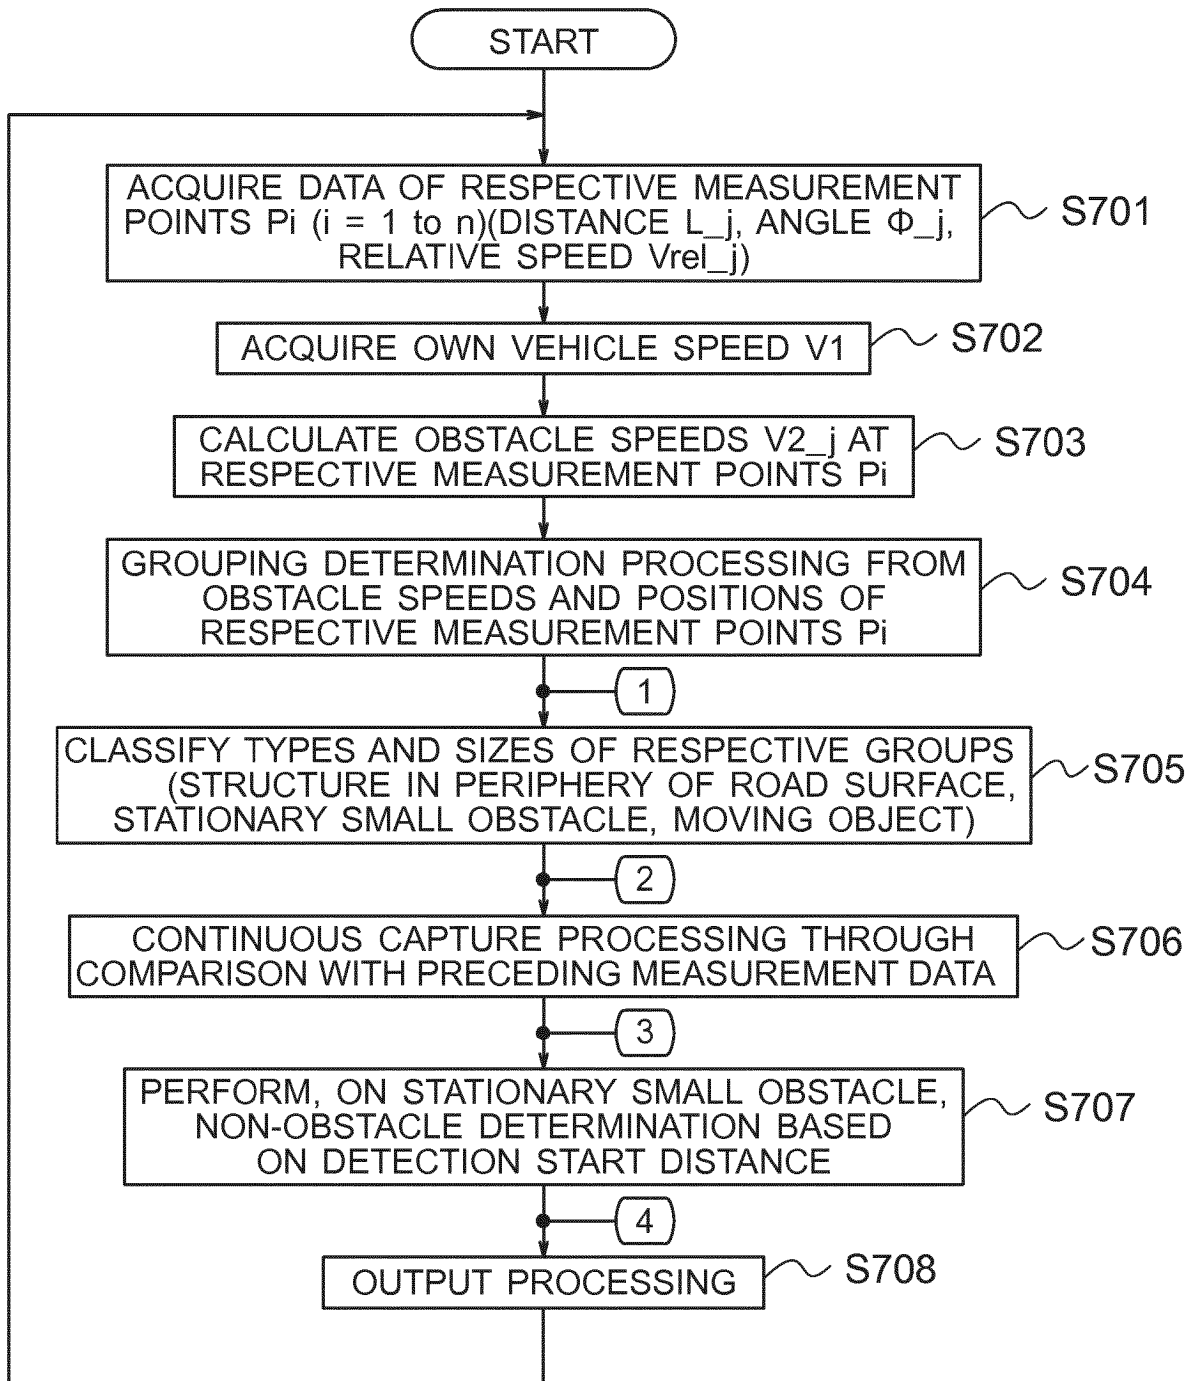 START
ACQUIRE DATA OF RESPECTIVE MEASUREMENT
POINTS Pi (i = 1 to n)(DISTANCE L_j, ANGLE Φ_j,
RELATIVE SPEED Vrel_j)
S701
ACQUIRE OWN VEHICLE SPEED V1
S702
CALCULATE OBSTACLE SPEEDS V2_j AT
RESPECTIVE MEASUREMENT POINTS Pi
S703
GROUPING DETERMINATION PROCESSING FROM
OBSTACLE SPEEDS AND POSITIONS OF
RESPECTIVE MEASUREMENT POINTS Pi
S704
1
CLASSIFY TYPES AND SIZES OF RESPECTIVE GROUPS
(STRUCTURE IN PERIPHERY OF ROAD SURFACE,
STATIONARY SMALL OBSTACLE, MOVING OBJECT)
S705
2
CONTINUOUS CAPTURE PROCESSING THROUGH
COMPARISON WITH PRECEDING MEASUREMENT DATA
S706
3
PERFORM, ON STATIONARY SMALL OBSTACLE,
NON-OBSTACLE DETERMINATION BASED
ON DETECTION START DISTANCE
S707
4
OUTPUT PROCESSING
S708